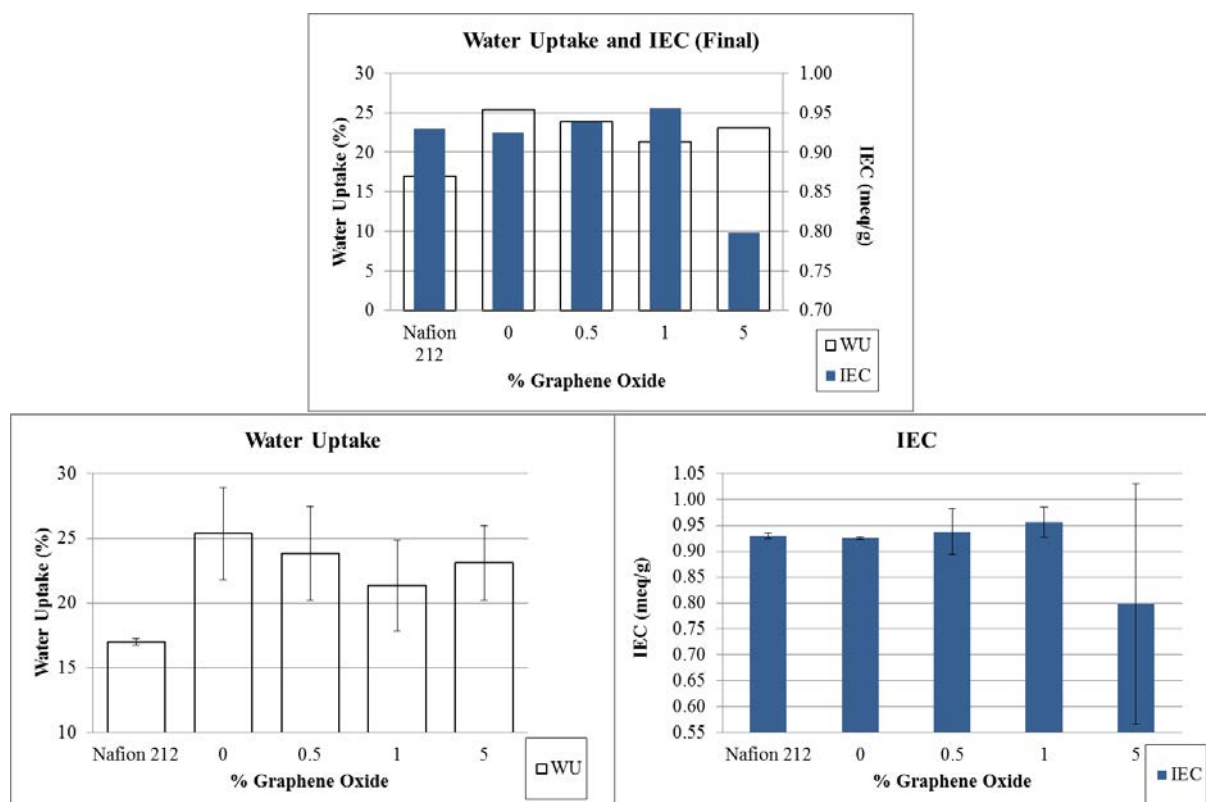 Water Uptake and IEC (Final)
30
25
20
15
10
5
0
Water Uptake (%)
1.00
0.95
0.90
0.85
0.80
0.75
0.70
IEC (meq/g)
Nafion
212
0
0.5
1
5
% Graphene Oxide
WU
IEC
Water Uptake
30
25
20
15
10
Water Uptake (%)
Nafion 212
0
0.5
1
5
% Graphene Oxide
WU
IEC
1.05
1.00
0.95
0.90
0.85
0.80
0.75
0.70
0.65
0.60
0.55
IEC (meq/g)
Nafion 212
0
0.5
1
5
% Graphene Oxide
IEC